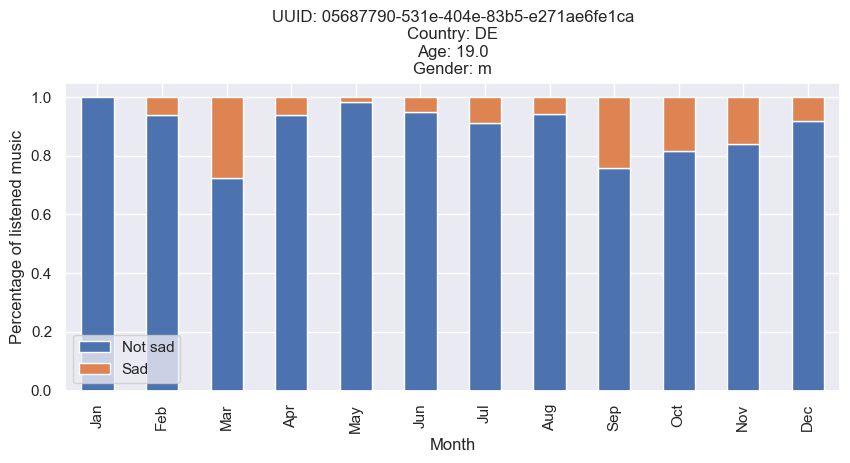 UUID: 05687790-531e-404e-83b5-e271ae6fe1ca
Country: DE
Age: 19.0
Gender: m
Percentage of listened music
1.0
0.8
0.6
0.4
0.2
0.0
Not sad
Sad
Jan
Feb
Mar
Apr
May
Jun
Jul
Aug
Sep
Oct
Nov
Dec
Month